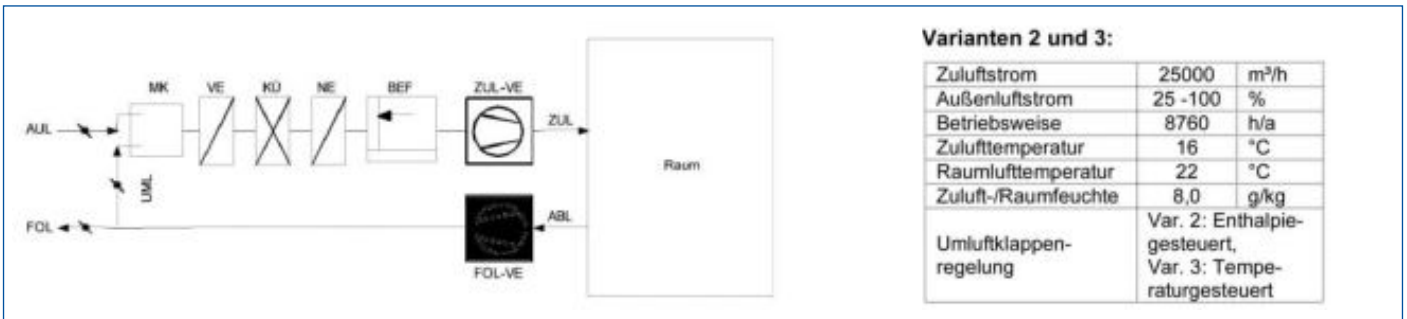 Varianten 2 und 3:
MK VE KÜ NE BEF ZUL-VE
AUL ZUL
UML
Raum
FOL ABL
FOL-VE
Zuluftstrom 25000 m³/h
Außenluftstrom 25 -100 %
Betriebsweise 8760 h/a
Zulufttemperatur 16 °C
Raumlufttemperatur 22 °C
Zuluft-/Raumfeuchte 8,0 g/kg
Umluftklappen-
regelung
Var. 2: Enthalpie-
gesteuert,
Var. 3: Tempe-
raturgesteuert